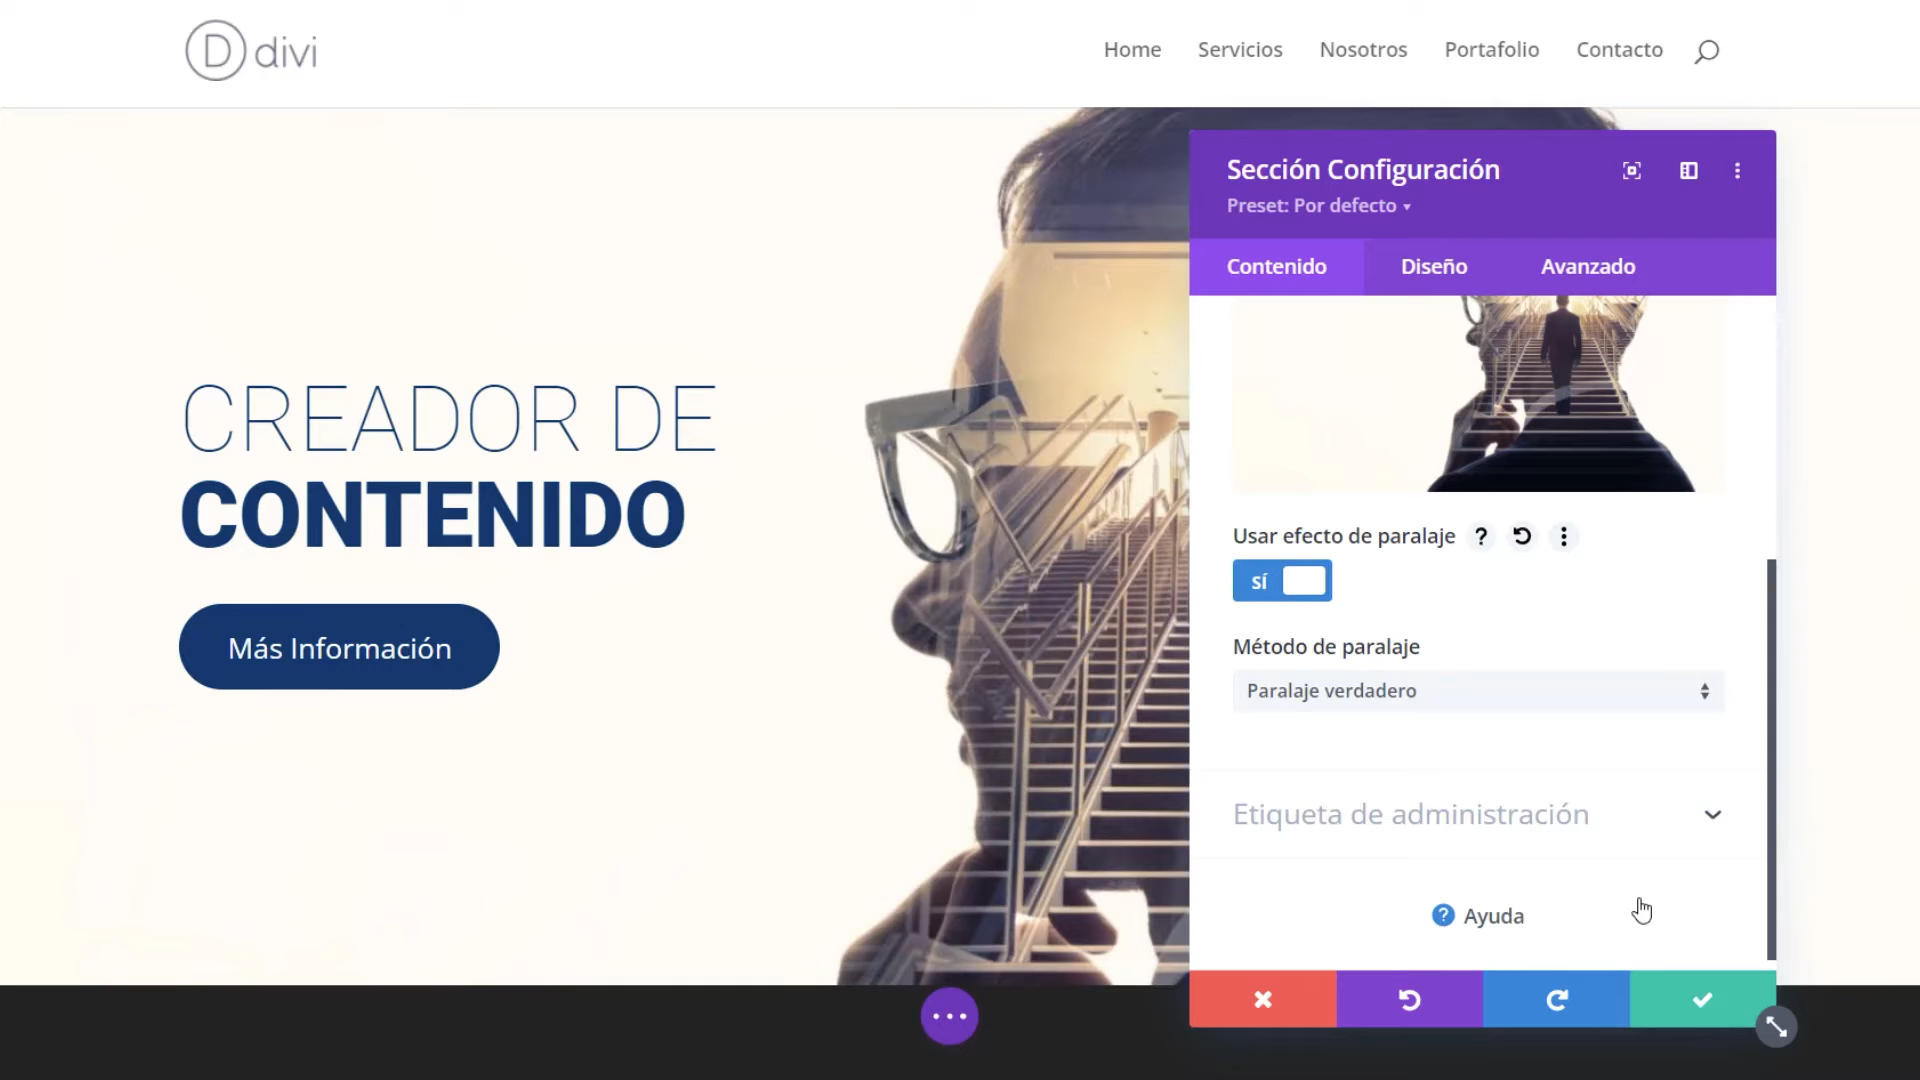 D divi
Home Servicios Nosotros Portafolio Contacto
CREADOR DE
CONTENIDO
Más Información
Sección Configuración
Preset: Por defecto
Contenido Diseño Avanzado
Usar efecto de paralaje ?
SÍ
Método de paralaje
Paralaje verdadero
Etiqueta de administración
? Ayuda